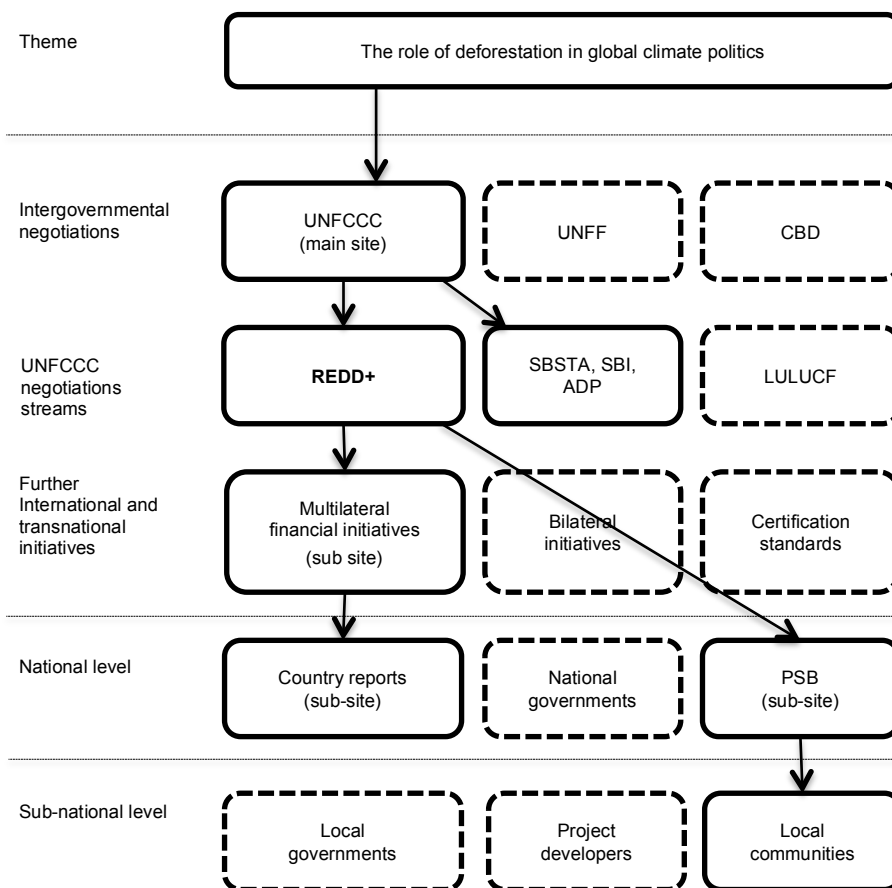 Theme
The role of deforestation in global climate politics
Intergovernmental
negotiations
UNFCCC
(main site)
UNFF
CBD
UNFCCC
negotiations
streams
REDD+
SBSTA, SBI,
ADP
LULUCF
Further
International and
transnational
initiatives
Multilateral
financial initiatives
(sub site)
Bilateral
initiatives
Certification
standards
National level
Country reports
(sub-site)
National
governments
PSB
(sub-site)
Sub-national level
Local
governments
Project
developers
Local
communities